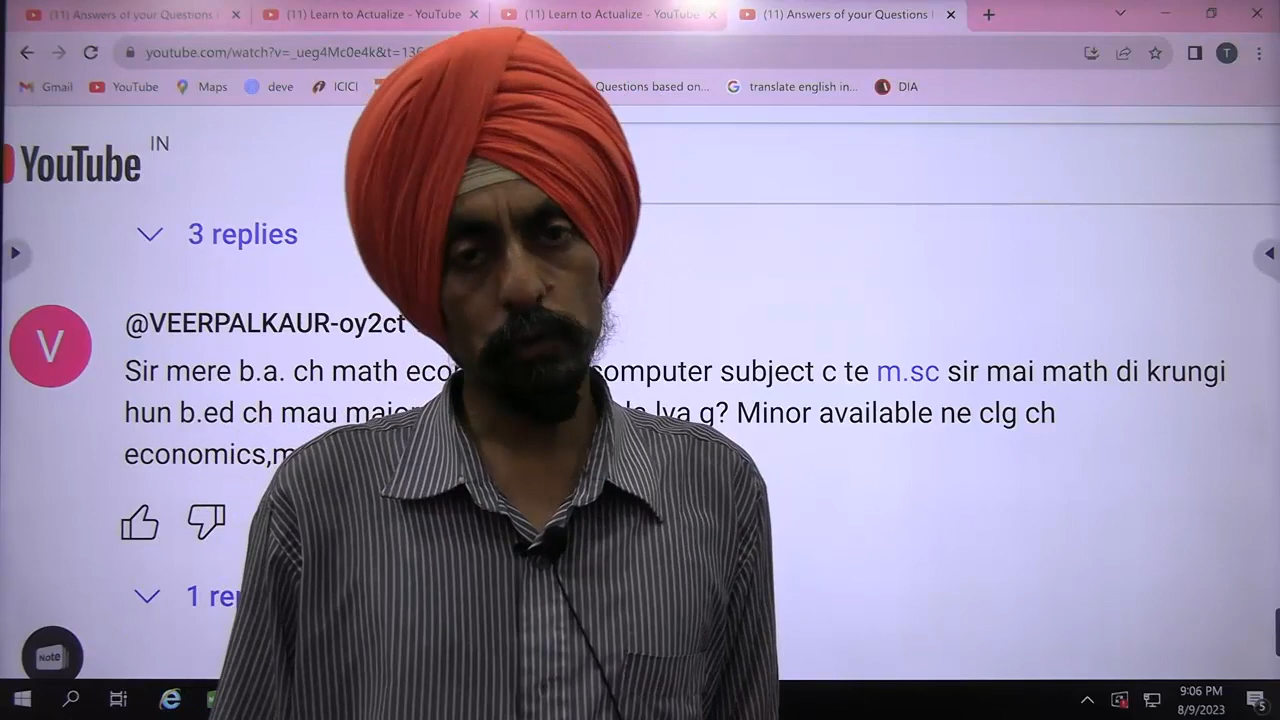 (11) Answers of your Questions
(11) Learn to Actualize - YouTube
(11) Learn to Actualize - YouTube
(11) Answers of your Questions
youtube.com/watch?v=_ueg4Mc0e4k&t=136
T
Gmail
YouTube
Maps
deve
ICICI
Questions based on...
translate english in...
DIA
YouTube IN
3 replies
V
@VEERPALKAUR-oy2ct
Sir mere b.a. ch math computer subject c te m.sc sir mai math di krungi
hun b.ed ch mau lya g? Minor available ne clg ch
economics,
1
Note
9:06 PM
8/9/2023
5